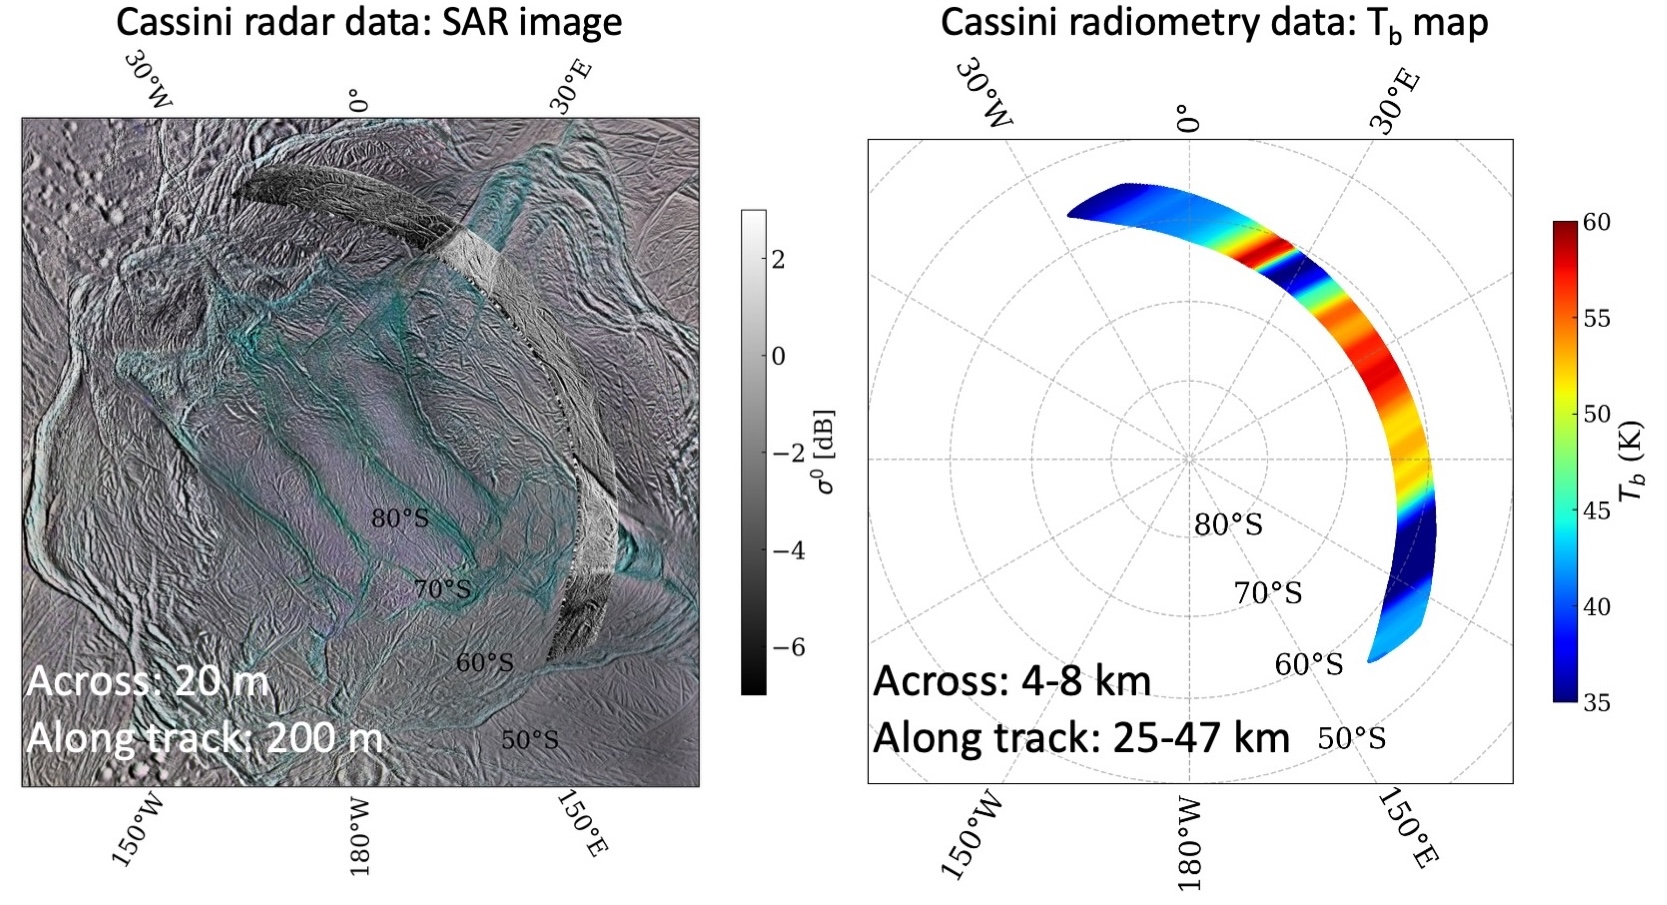 Cassini radar data: SAR image
30°W
0°
30°E
2
0
−2
−4
−6
σ⁰ [dB]
80°S
70°S
60°S
50°S
Across: 20 m
Along track: 200 m
150°W
180°W
150°E
Cassini radiometry data: Tb map
30°W
0°
30°E
60
55
50
45
40
35
Tb (K)
80°S
70°S
60°S
50°S
Across: 4-8 km
Along track: 25-47 km
150°W
180°W
150°E